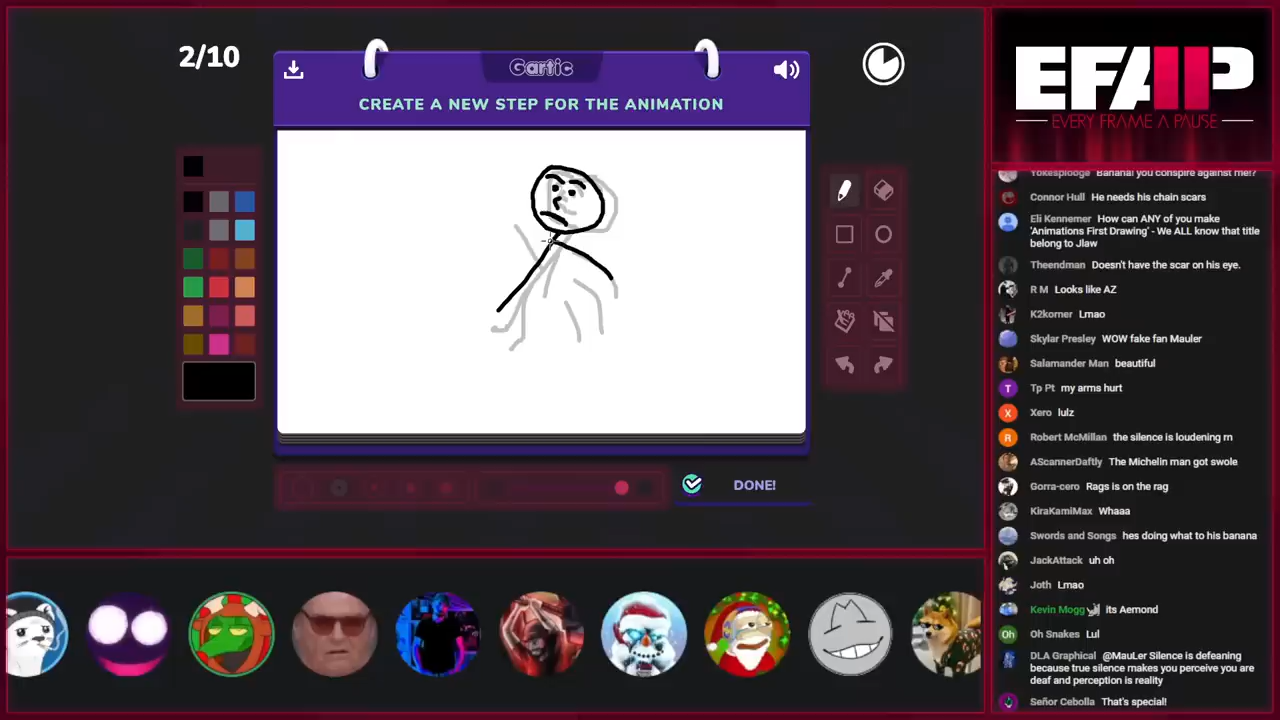 2/10
Gartic
CREATE A NEW STEP FOR THE ANIMATION
DONE!
EFAP
EVERY FRAME A PAUSE
Yokesplooge Banana! you conspire against me!?
Connor Hull He needs his chain scars
Eli Kennemer How can ANY of you make
'Animations First Drawing' - We ALL know that title
belong to Jlaw
Theendman Doesn't have the scar on his eye.
R M Looks like AZ
K2korner Lmao
Skylar Presley WOW fake fan Mauler
Salamander Man beautiful
T
Tp Pt my arms hurt
X
Xero lulz
R
Robert McMillan the silence is loudening rn
AScannerDaftly The Michelin man got swole
Gorra-cero Rags is on the rag
KiraKamiMax Whaaa
Swords and Songs hes doing what to his banana
JackAttack uh oh
Joth Lmao
Kevin Mogg its Aemond
Oh
Oh Snakes Lul
DLA Graphical @MauLer Silence is defeaning
because true silence makes you perceive you are
deaf and perception is reality
Señor Cebolla That's special!